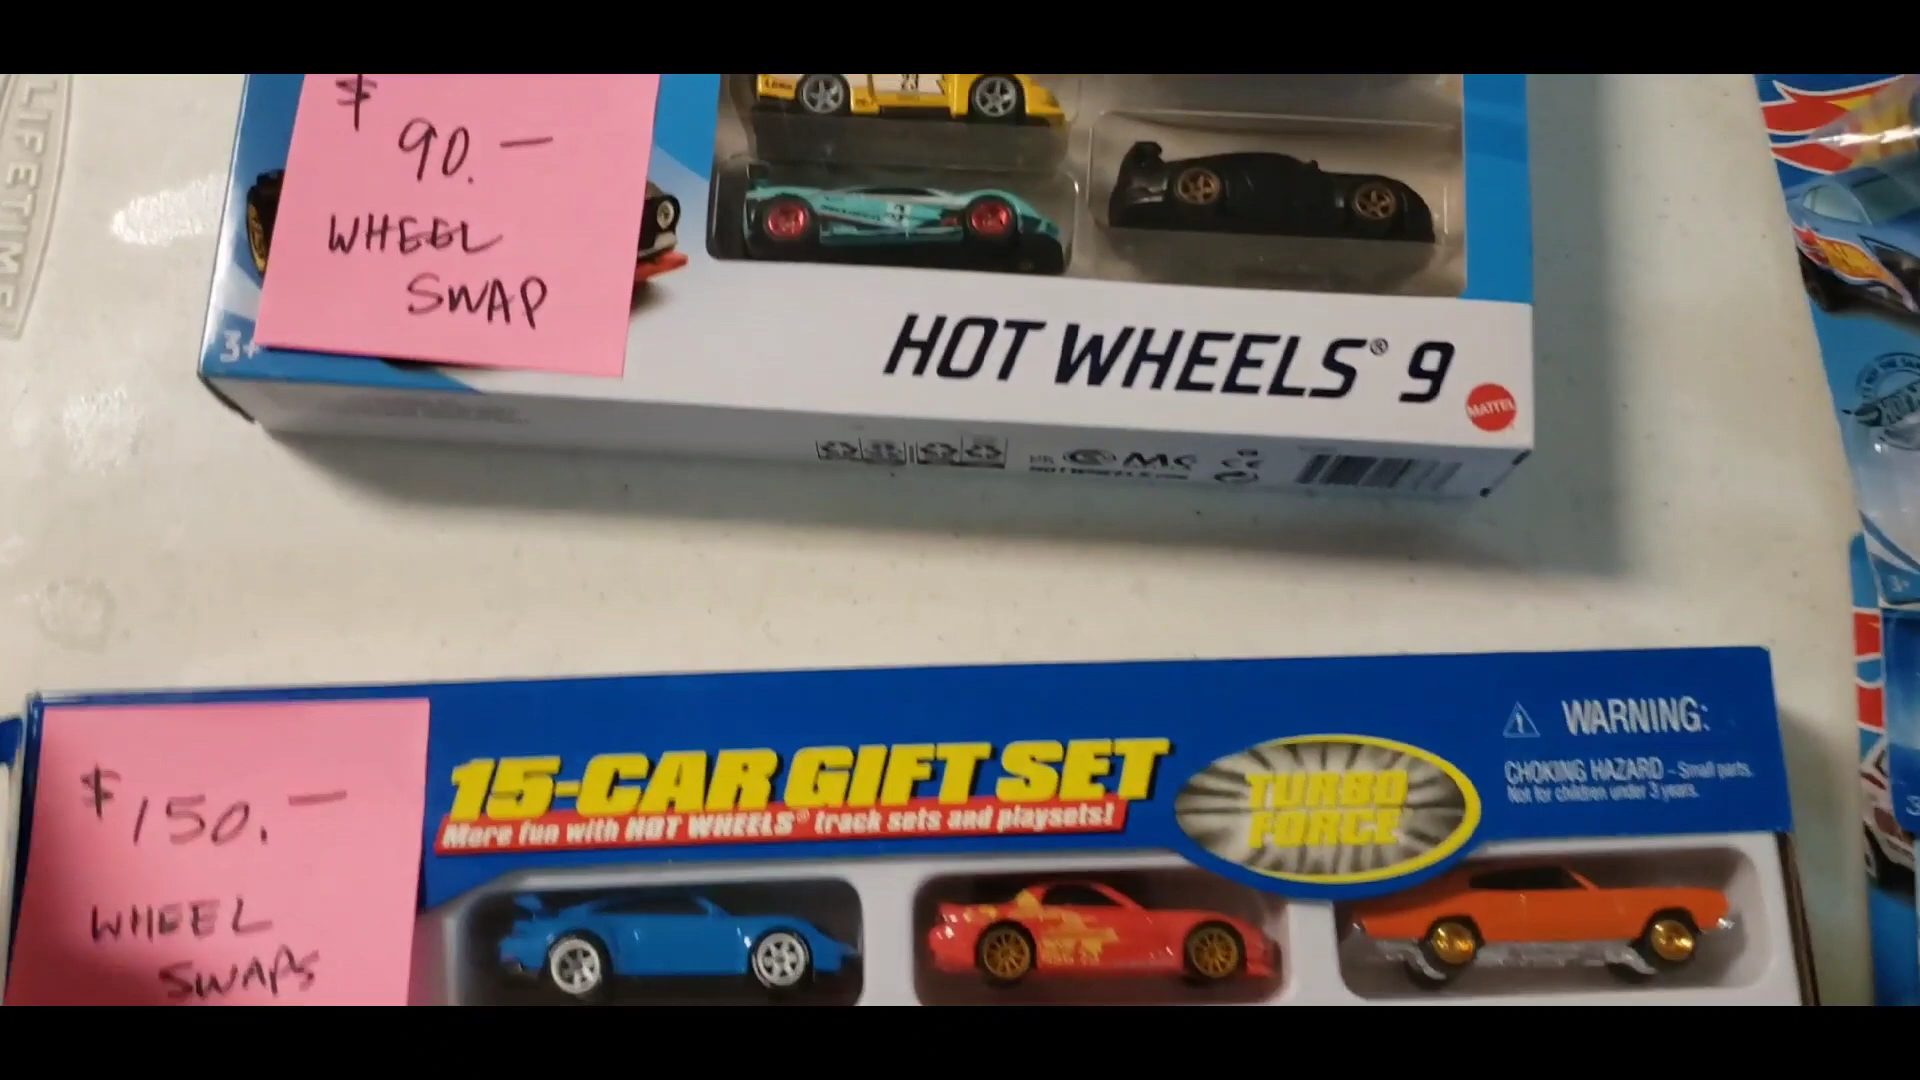 LIFETIME
$
90.—
WHEEL
SWAP
23
3+
HOT WHEELS® 9
MATTEL
$150.—
WHEEL
SWAPS
15-CAR GIFT SET
More fun with HOT WHEELS® track sets and playsets!
TURBO
FORCE
WARNING:
CHOKING HAZARD - Small parts.
Not for children under 3 years.
3+